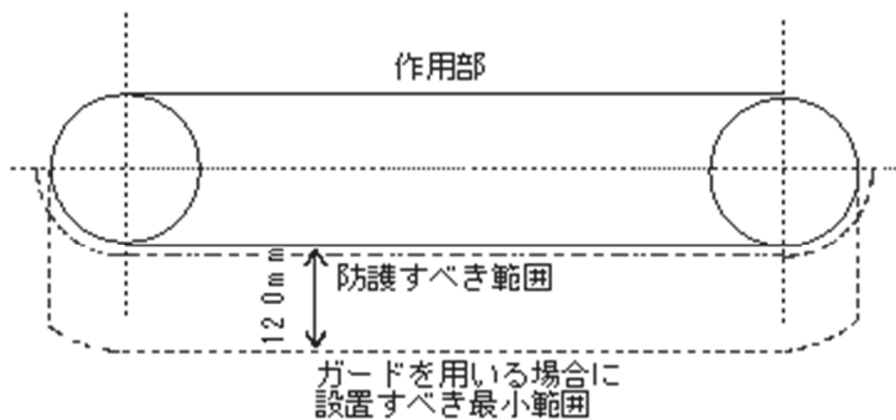 作用部
120mm
防護すべき範囲
ガードを用いる場合に
設置すべき最小範囲